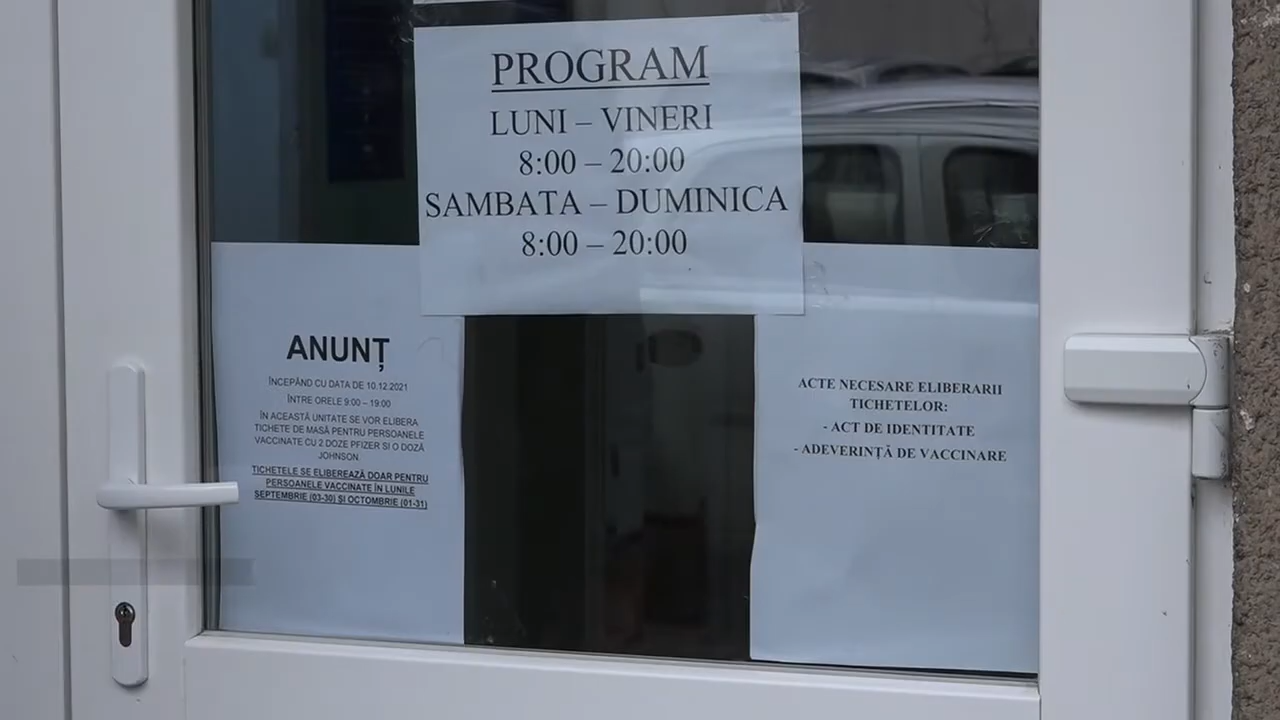 PROGRAM
LUNI – VINERI
8:00 – 20:00
SAMBATA – DUMINICA
8:00 – 20:00
ANUNȚ
ÎNCEPÂND CU DATA DE 10.12.2021
ÎNTRE ORELE 9:00 – 19:00
ÎN ACEASTĂ UNITATE SE VOR ELIBERA
TICHETE DE MASĂ PENTRU PERSOANELE
VACCINATE CU 2 DOZE PFIZER SI O DOZĂ
JOHNSON.
TICHETELE SE ELIBEREAZĂ DOAR PENTRU
PERSOANELE VACCINATE ÎN LUNILE
SEPTEMBRIE (03-30) ȘI OCTOMBRIE (01-31)
ACTE NECESARE ELIBERARII
TICHETELOR:
- ACT DE IDENTITATE
- ADEVERINȚĂ DE VACCINARE